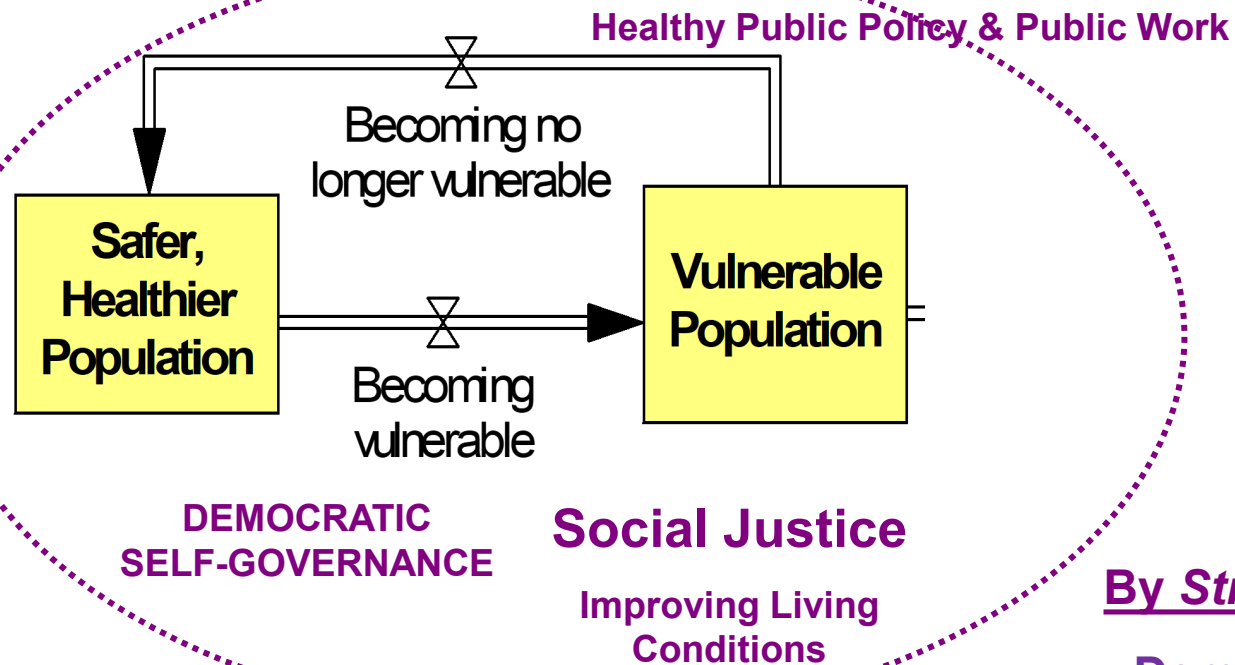 Healthy Public Policy & Public Work
Becoming no
longer vulnerable
Safer,
Healthier
Population
Vulnerable
Population
Becoming
vulnerable
DEMOCRATIC
SELF-GOVERNANCE
Social Justice
Improving Living
Conditions
By